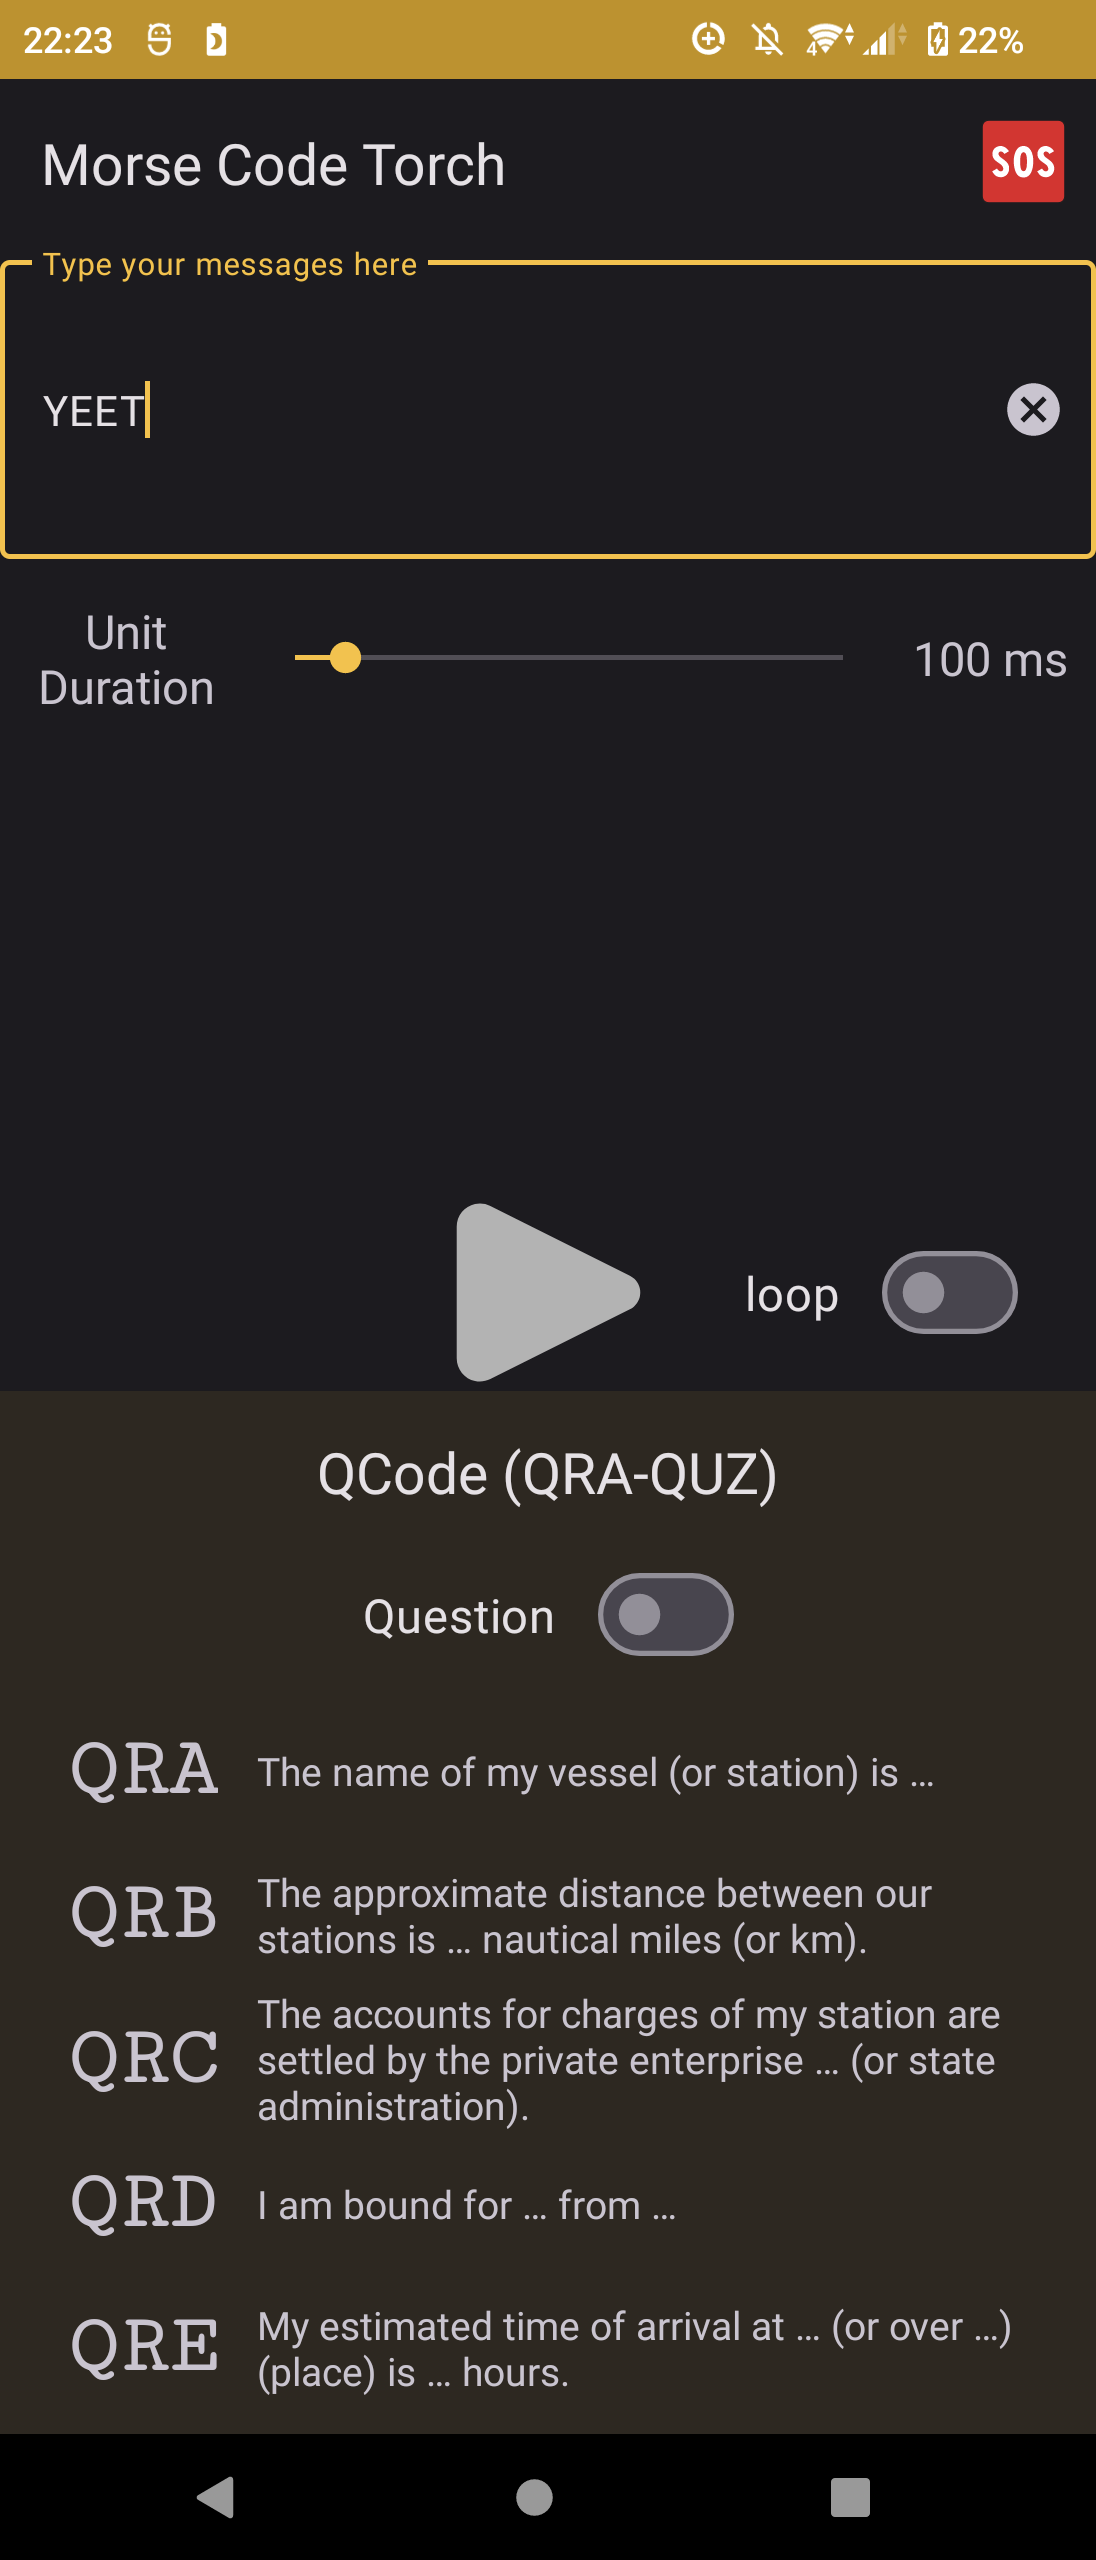 22:23
4
22%
Morse Code Torch
SOS
Type your messages here
YEET
Unit
Duration
100 ms
loop
QCode (QRA-QUZ)
Question
QRA
The name of my vessel (or station) is ...
QRB
The approximate distance between our
stations is ... nautical miles (or km).
QRC
The accounts for charges of my station are
settled by the private enterprise ... (or state
administration).
QRD
I am bound for ... from ...
QRE
My estimated time of arrival at ... (or over ...)
(place) is ... hours.